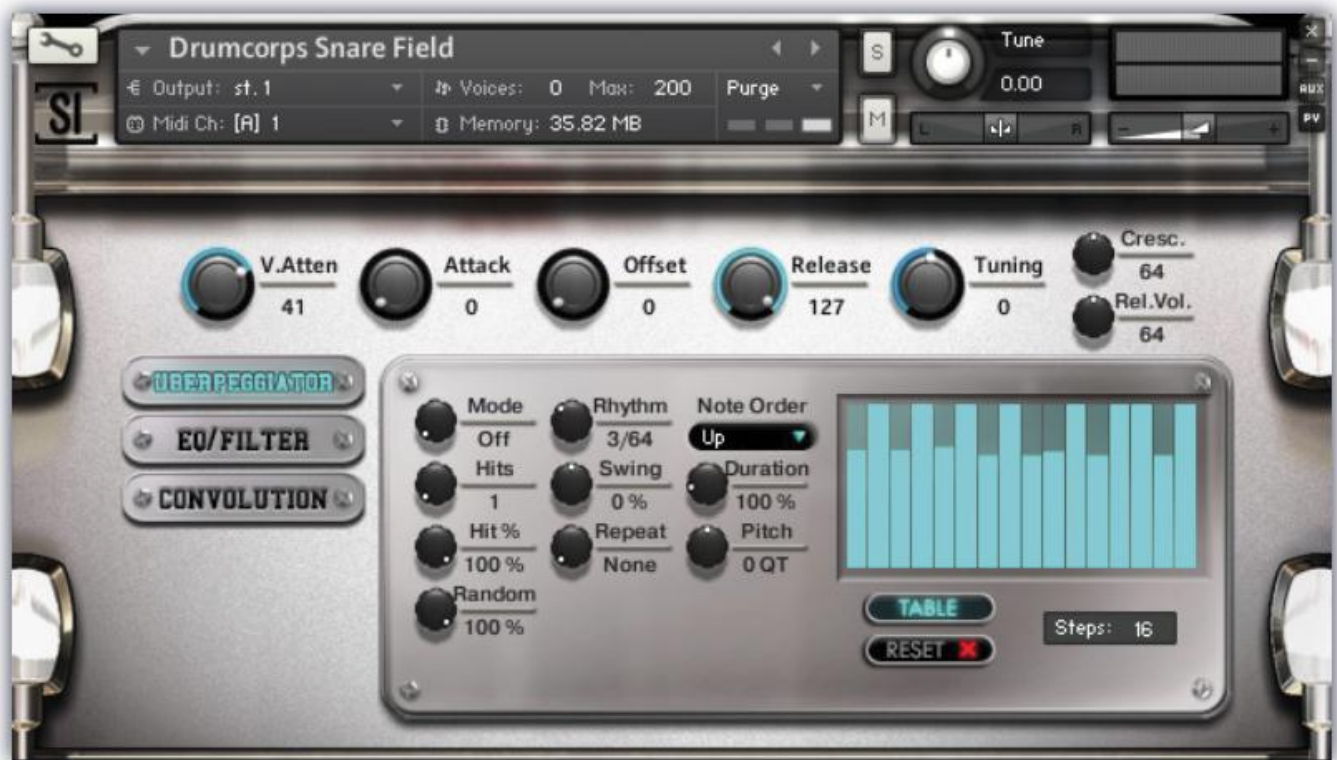 Drumcorps Snare Field
S
Tune
0.00
Output: st. 1
Voices: 0 Max: 200
Purge
AUX
SI
Midi Ch: [A] 1
Memory: 35.82 MB
M
L
R
PV
V.Atten
41
Attack
0
Offset
0
Release
127
Tuning
0
Cresc.
64
Rel.Vol.
64
UBERPEGGIATOR
EQ/FILTER
CONVOLUTION
Mode
Off
Rhythm
3/64
Note Order
Up
Hits
1
Swing
0 %
Duration
100 %
Hit %
100 %
Repeat
None
Pitch
0 QT
Random
100 %
TABLE
RESET X
Steps: 16